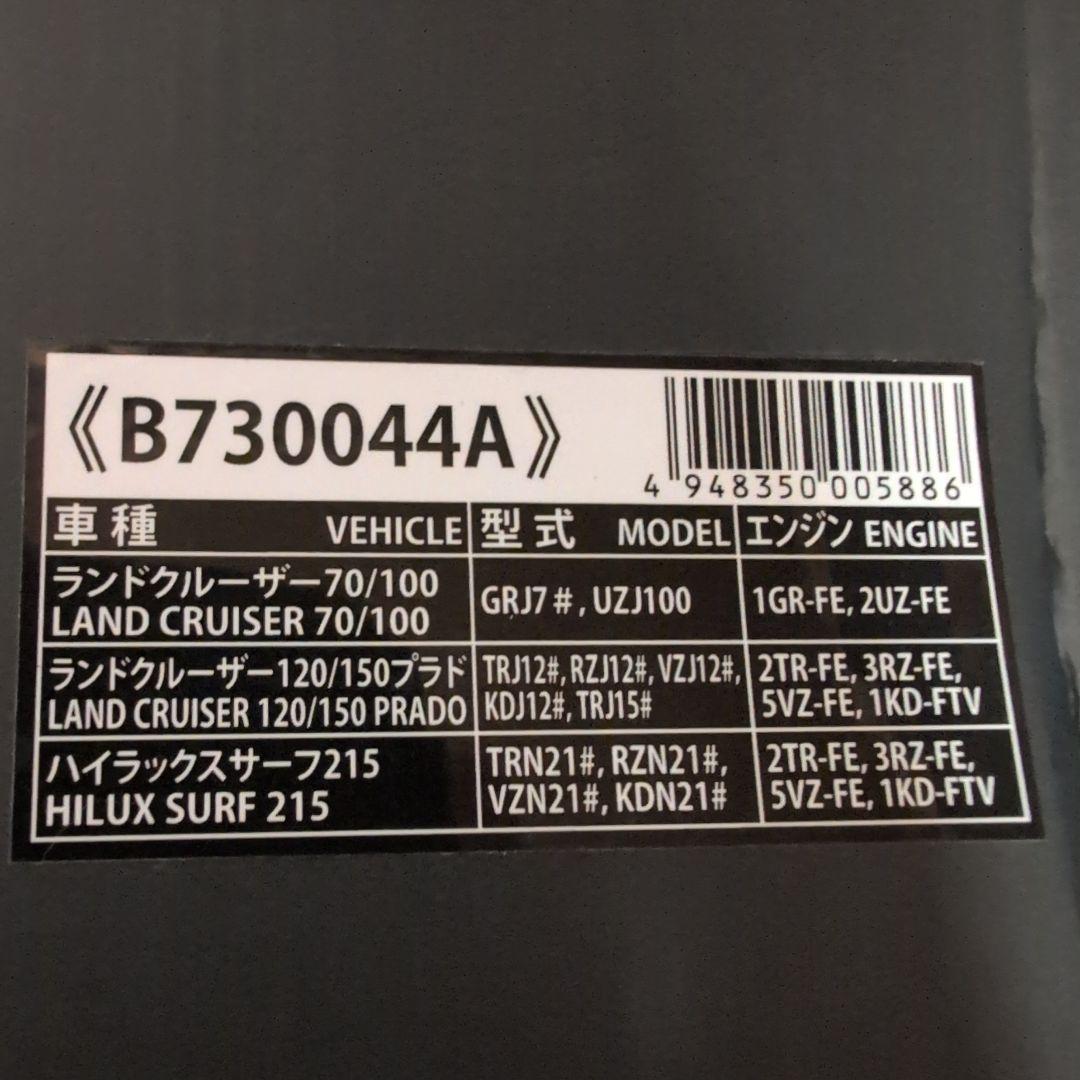 《B730044A》
4 948350 005886
車種 VEHICLE 型式 MODEL エンジン ENGINE
ランドクルーザー70/100
LAND CRUISER 70/100
GRJ7#, UZJ100
1GR-FE, 2UZ-FE
ランドクルーザー120/150プラド
LAND CRUISER 120/150 PRADO
TRJ12#, RZJ12#, VZJ12#,
KDJ12#, TRJ15#
2TR-FE, 3RZ-FE,
5VZ-FE, 1KD-FTV
ハイラックスサーフ215
HILUX SURF 215
TRN21#, RZN21#,
VZN21#, KDN21#
2TR-FE, 3RZ-FE,
5VZ-FE, 1KD-FTV